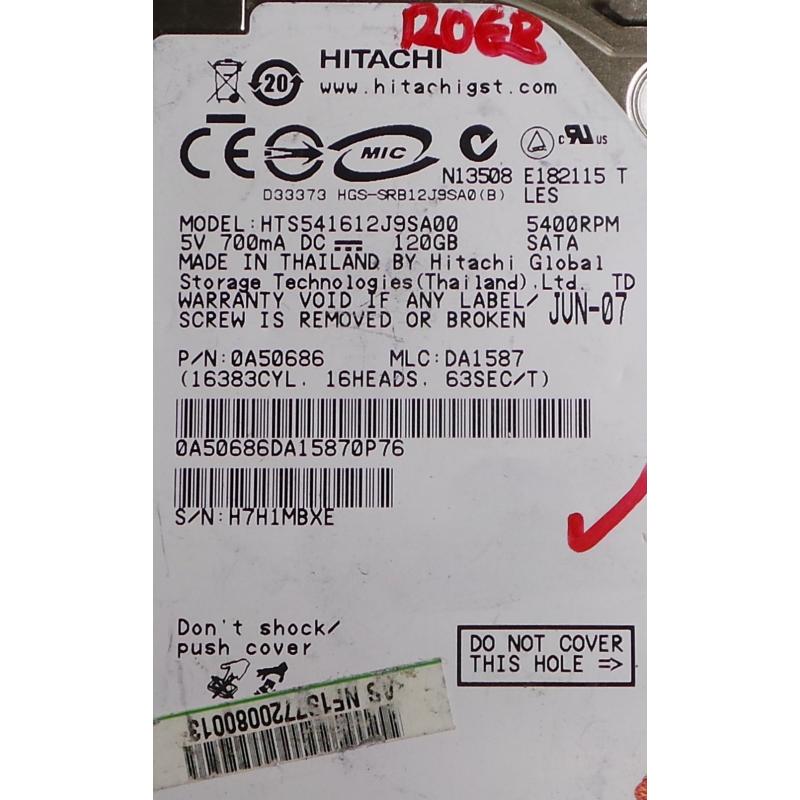 120GB
HITACHI
20 www.hitachigst.com
CE MIC c UL us
N13508 E182115 T
D33373 HGS-SRB12J9SA0(B) LES
MODEL:HTS541612J9SA00 5400RPM
5V 700mA DC 120GB SATA
MADE IN THAILAND BY Hitachi Global
Storage Technologies(Thailand).Ltd. TD
WARRANTY VOID IF ANY LABEL/ JUN-07
SCREW IS REMOVED OR BROKEN
P/N:0A50686 MLC:DA1587
(16383CYL. 16HEADS. 63SEC/T)
0A50686DA15870P76
S/N:H7H1MBXE
Don't shock/
push cover
DO NOT COVER
THIS HOLE =>